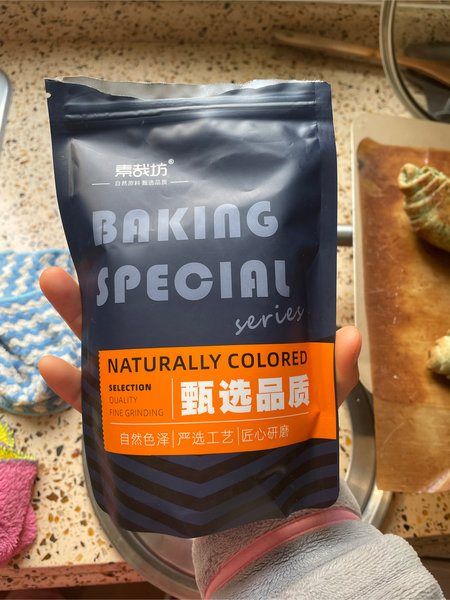 素哉坊®
自然原料 甄选品质
BAKING
SPECIAL
series
NATURALLY COLORED
SELECTION
QUALITY
FINE GRINDING
甄选品质
自然色泽|严选工艺|匠心研磨